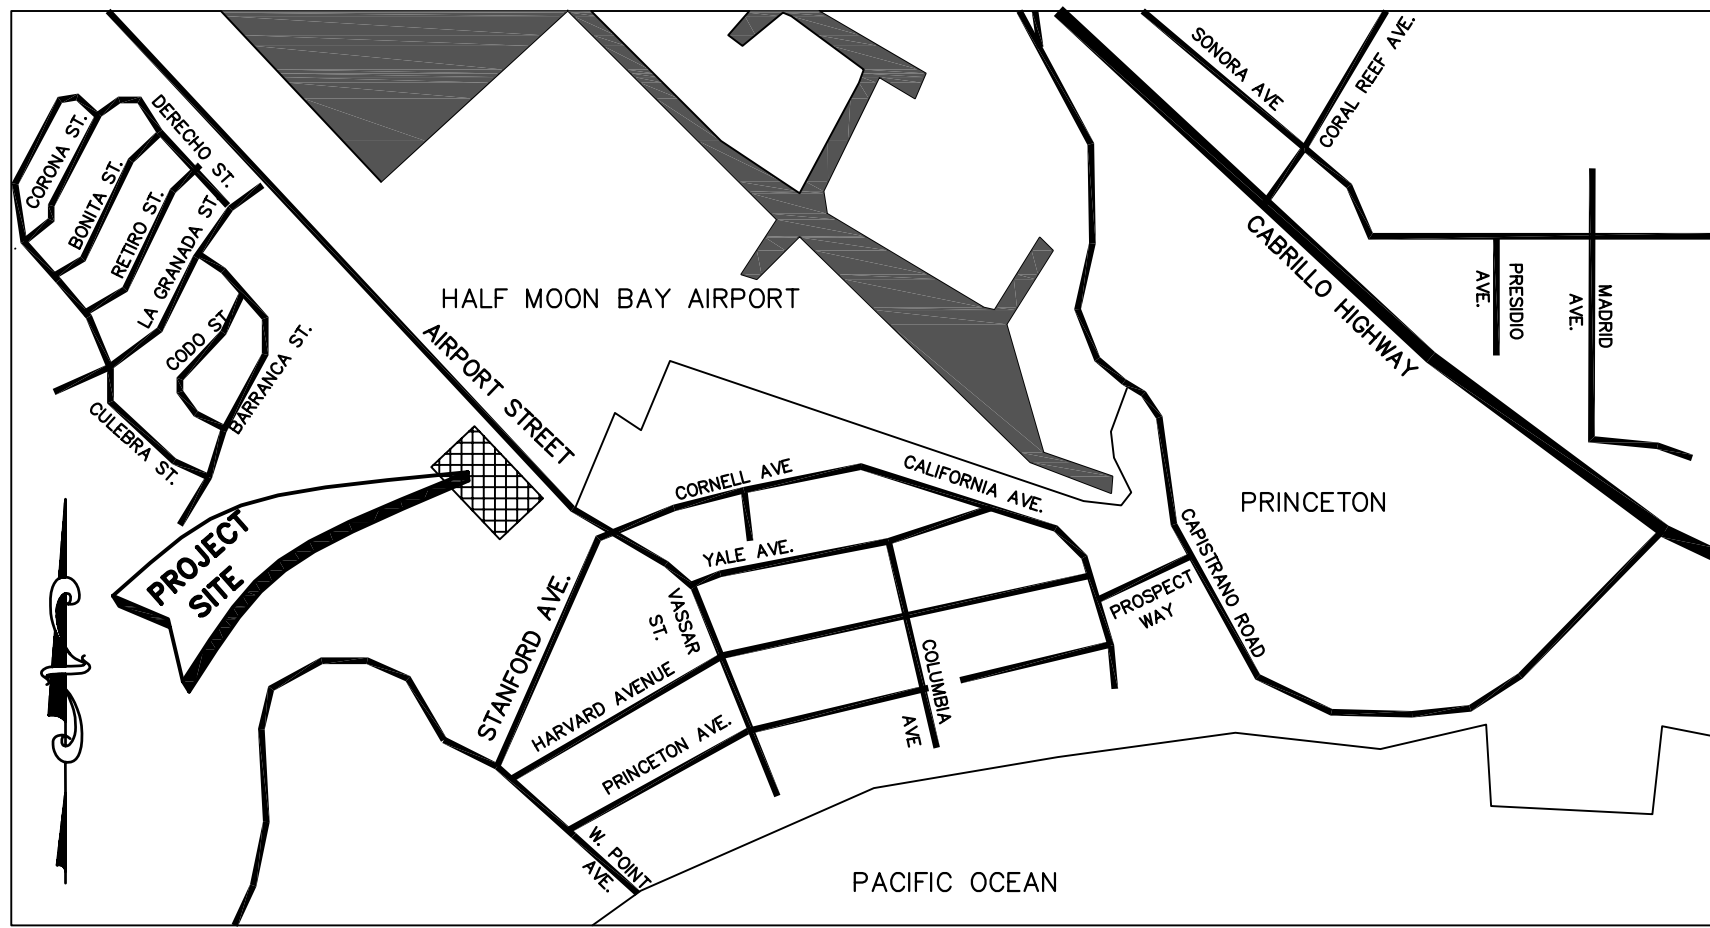 SONORA AVE
CORAL REEF AVE.
DERECHO ST.
CORONA ST.
BONITA ST.
RETIRO ST.
LA GRANADA ST.
CODO ST.
BARRANCA ST.
CULEBRA ST.
HALF MOON BAY AIRPORT
AIRPORT STREET
CABRILLO HIGHWAY
PRESIDIO
AVE.
MADRID
AVE.
PRINCETON
CORNELL AVE
CALIFORNIA AVE.
YALE AVE.
CAPISTRANO ROAD
PROSPECT
WAY
PROJECT
SITE
STANFORD AVE.
VASSAR
ST.
HARVARD AVENUE
PRINCETON AVE.
COLUMBIA
AVE
W. POINT
AVE.
PACIFIC OCEAN